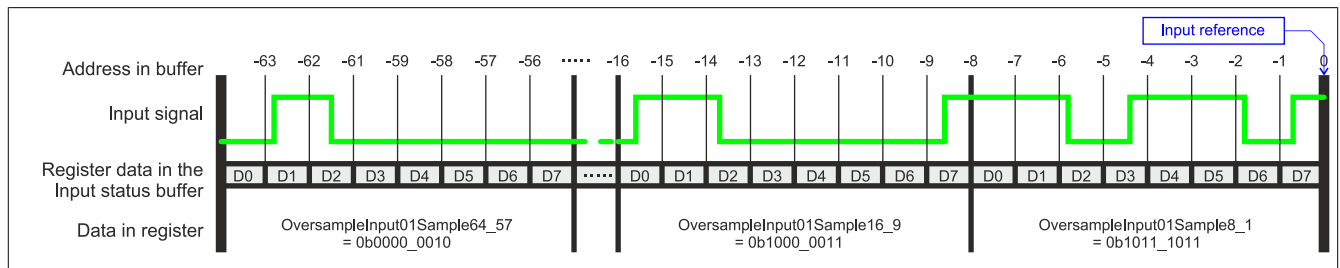 Input reference
Address in buffer -63 -62 -61 -59 -58 -57 -56 ...... -16 -15 -14 -13 -12 -11 -10 -9 -8 -7 -6 -5 -4 -3 -2 -1 0
Input signal
Register data in the
Input status buffer
D0 D1 D2 D3 D4 D5 D6 D7 ...... D0 D1 D2 D3 D4 D5 D6 D7 D0 D1 D2 D3 D4 D5 D6 D7
Data in register
OversampleInput01Sample64_57
= 0b0000_0010
OversampleInput01Sample16_9
= 0b1000_0011
OversampleInput01Sample8_1
= 0b1011_1011